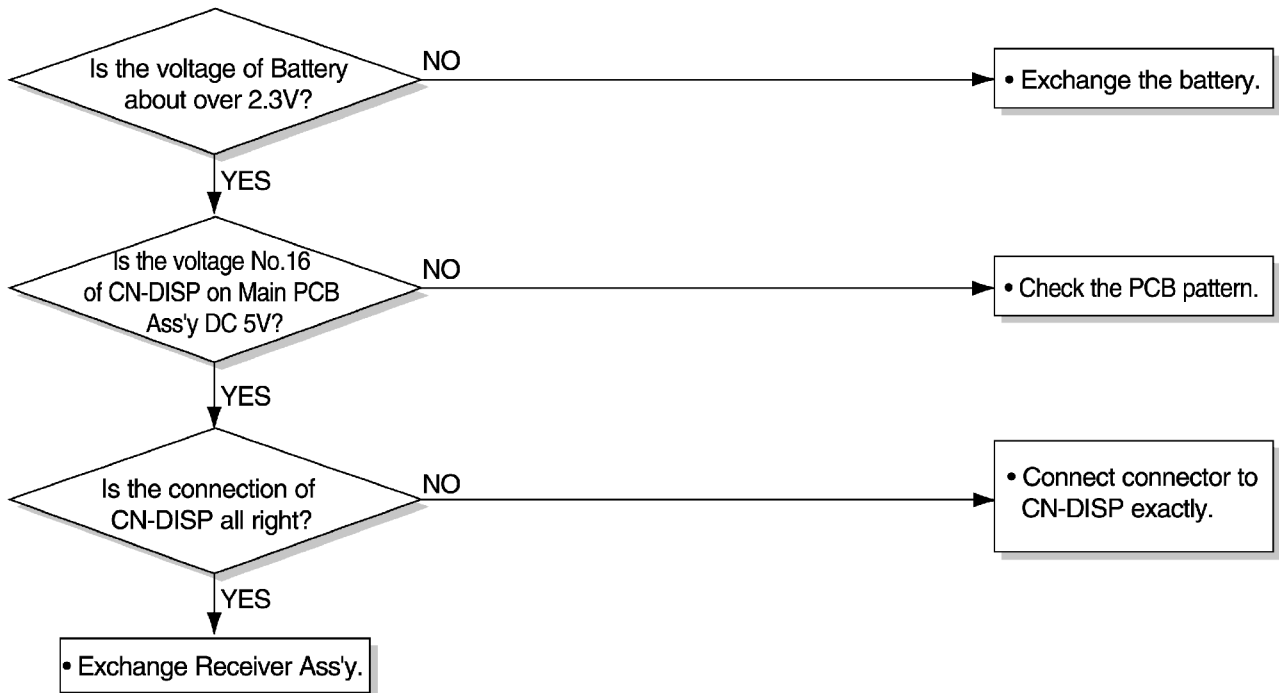 Is the voltage of Battery
about over 2.3V?
NO
• Exchange the battery.
YES
Is the voltage No.16
of CN-DISP on Main PCB
Ass'y DC 5V?
NO
• Check the PCB pattern.
YES
Is the connection of
CN-DISP all right?
NO
• Connect connector to
CN-DISP exactly.
YES
• Exchange Receiver Ass'y.